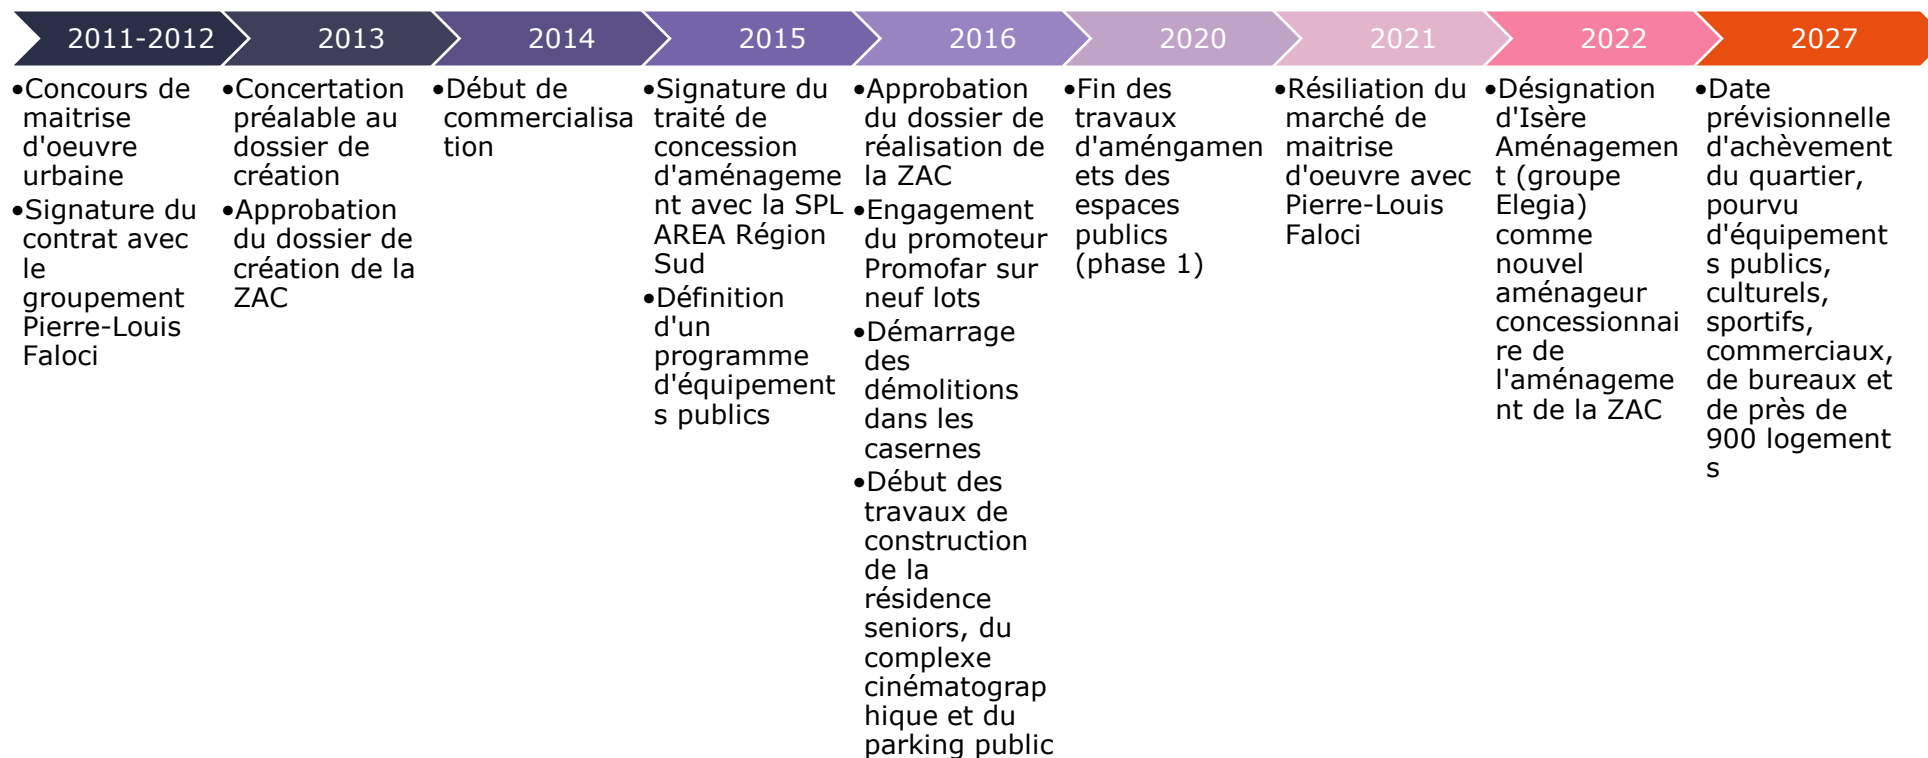 2011-2012
•Concours de
maitrise
d'oeuvre
urbaine
•Signature du
contrat avec
le
groupement
Pierre-Louis
Faloci
2013
•Concertation
préalable au
dossier de
création
•Approbation
du dossier de
création de la
ZAC
2014
•Début de
commercialisa
tion
2015
•Signature du
traité de
concession
d'aménageme
nt avec la SPL
AREA Région
Sud
•Définition
d'un
programme
d'équipement
s publics
2016
•Approbation
du dossier de
réalisation de
la ZAC
•Engagement
du promoteur
Promofar sur
neuf lots
•Démarrage
des
démolitions
dans les
casernes
•Début des
travaux de
construction
de la
résidence
seniors, du
complexe
cinématograp
hique et du
parking public
2020
•Fin des
travaux
d'améngamen
ets des
espaces
publics
(phase 1)
2021
•Résiliation du
marché de
maitrise
d'oeuvre avec
Pierre-Louis
Faloci
2022
•Désignation
d'Isère
Aménagemen
t (groupe
Elegia)
comme
nouvel
aménageur
concessionnai
re de
l'aménageme
nt de la ZAC
2027
•Date
prévisionnelle
d'achèvement
du quartier,
pourvu
d'équipement
s publics,
culturels,
sportifs,
commerciaux,
de bureaux et
de près de
900 logement
s